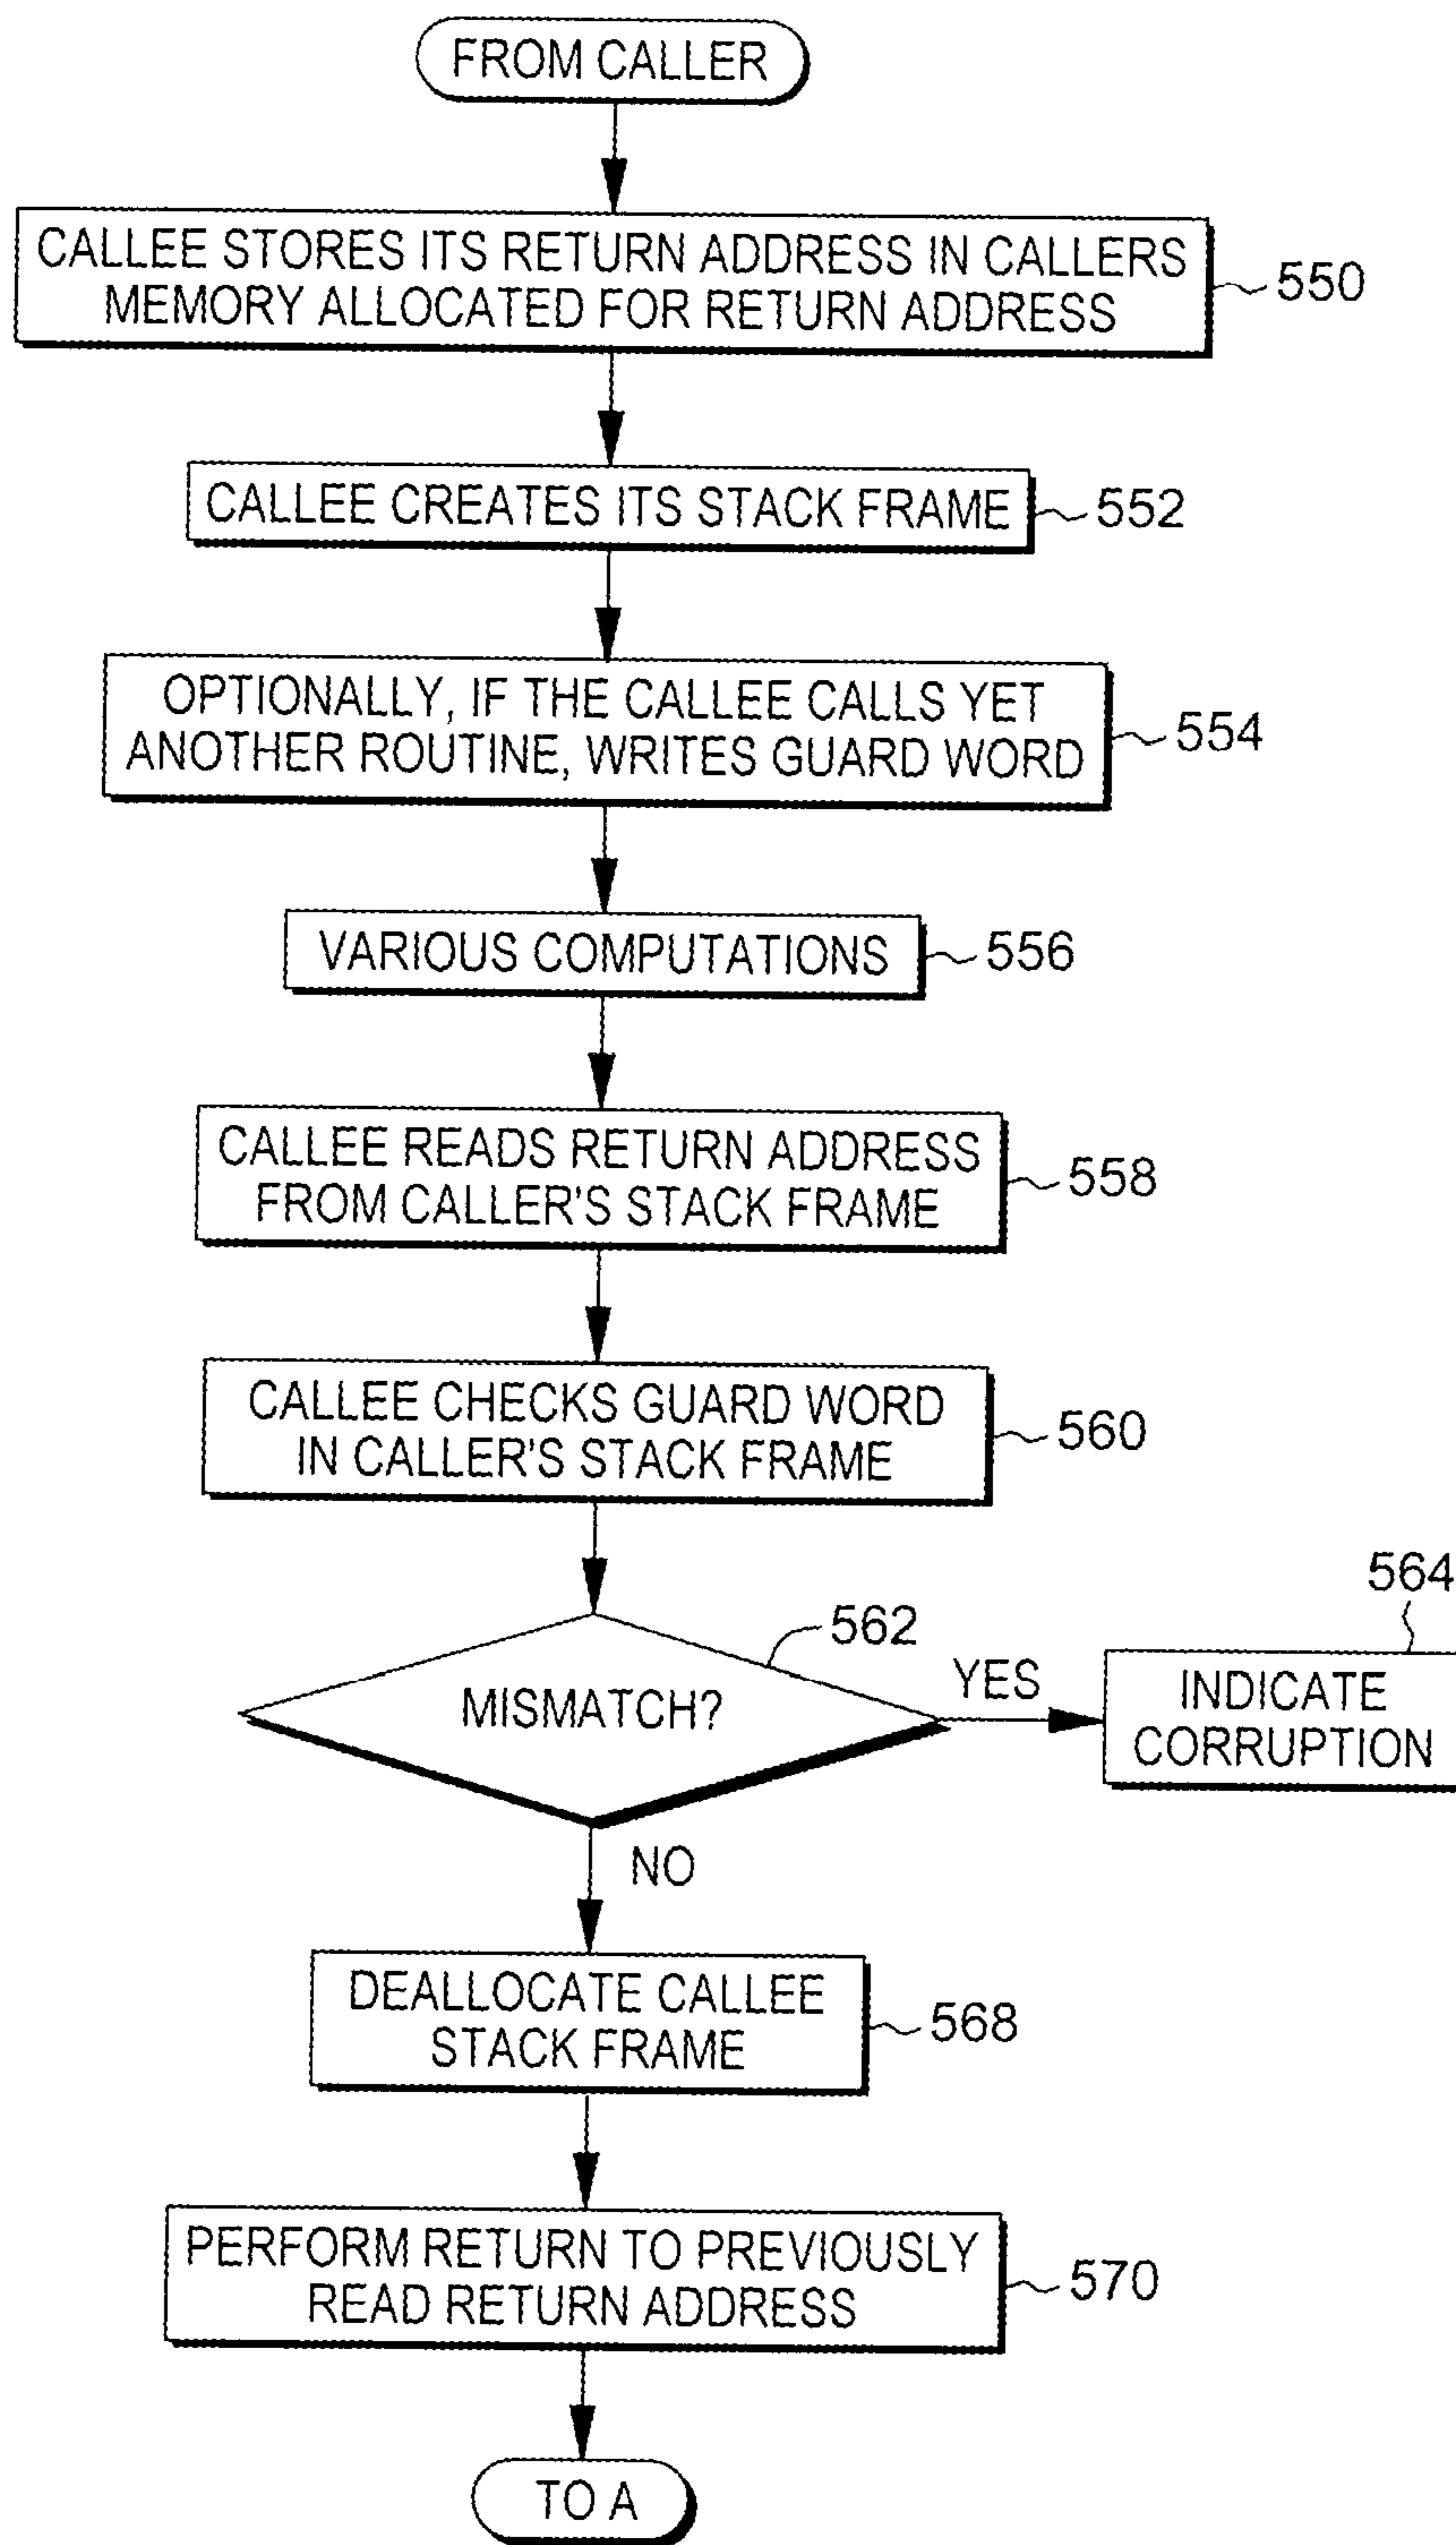 FROM CALLER
CALLEE STORES ITS RETURN ADDRESS IN CALLERS
MEMORY ALLOCATED FOR RETURN ADDRESS
550
CALLEE CREATES ITS STACK FRAME
552
OPTIONALLY, IF THE CALLEE CALLS YET
ANOTHER ROUTINE, WRITES GUARD WORD
554
VARIOUS COMPUTATIONS
556
CALLEE READS RETURN ADDRESS
FROM CALLER'S STACK FRAME
558
CALLEE CHECKS GUARD WORD
IN CALLER'S STACK FRAME
560
MISMATCH?
562
YES
564
INDICATE
CORRUPTION
NO
DEALLOCATE CALLEE
STACK FRAME
568
PERFORM RETURN TO PREVIOUSLY
READ RETURN ADDRESS
570
TO A